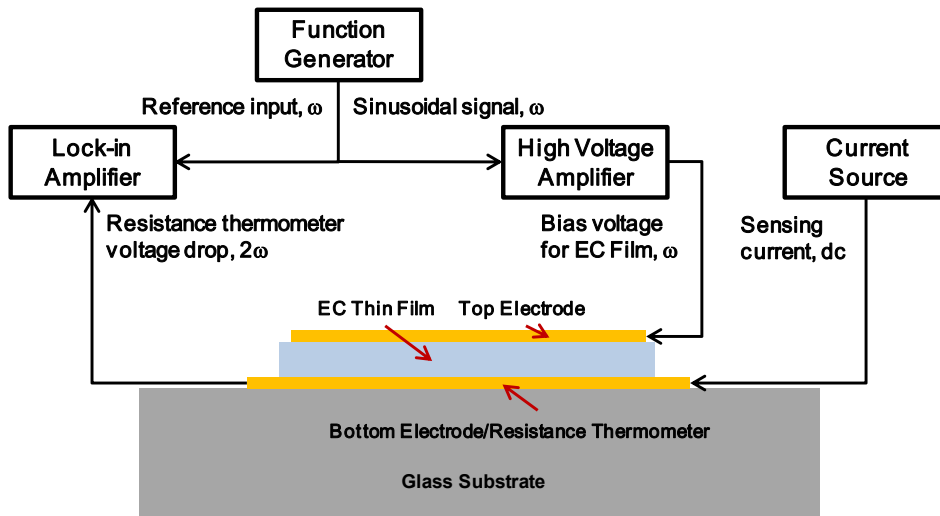 Function
Generator
Reference input, ω
Sinusoidal signal, ω
Lock-in
Amplifier
High Voltage
Amplifier
Current
Source
Resistance thermometer
voltage drop, 2ω
Bias voltage
for EC Film, ω
Sensing
current, dc
EC Thin Film
Top Electrode
Bottom Electrode/Resistance Thermometer
Glass Substrate